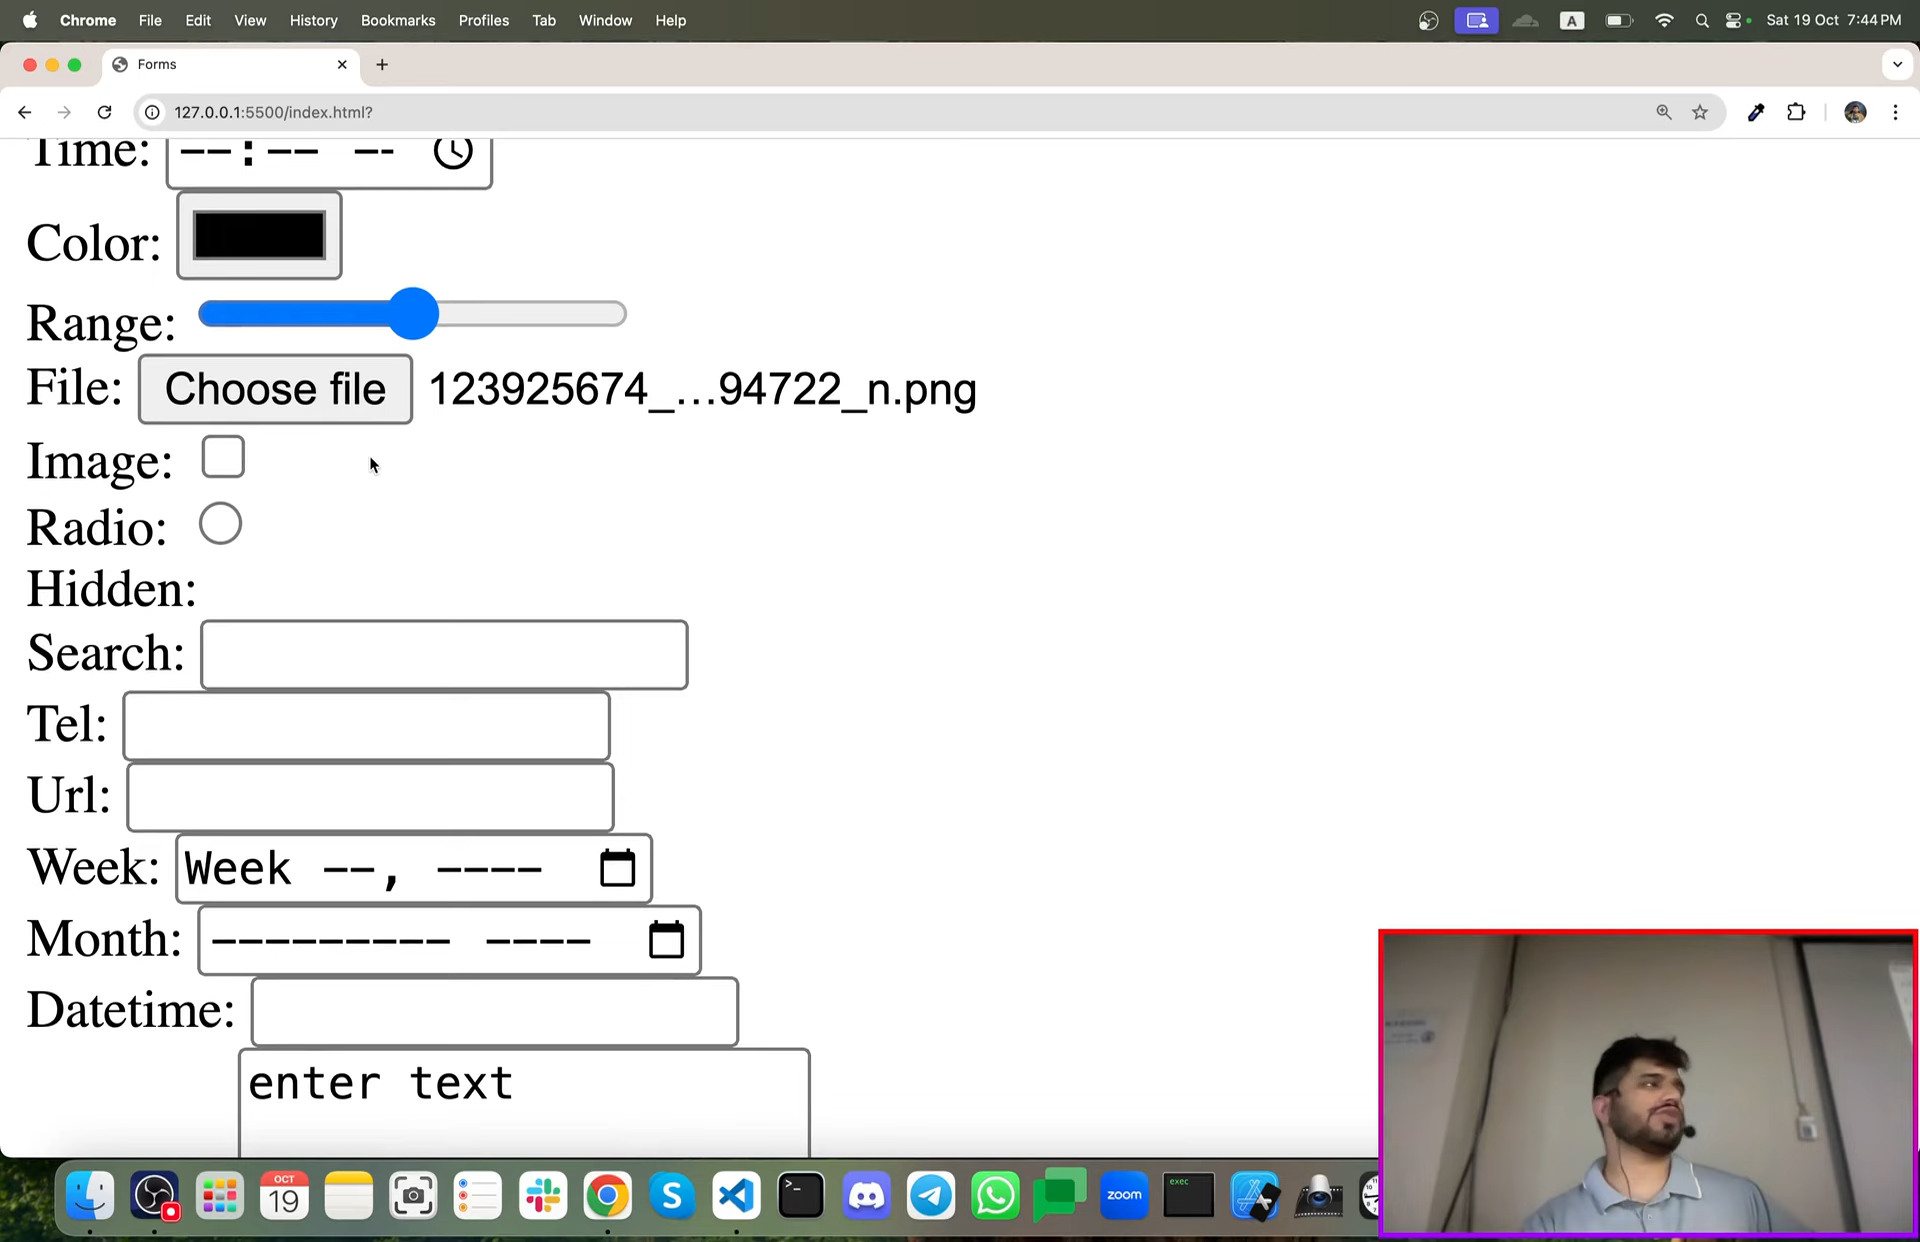 Chrome File Edit View History Bookmarks Profiles Tab Window Help A Sat 19 Oct 7:44 PM
Forms
127.0.0.1:5500/index.html?
Time: --:-- --
Color:
Range:
File: Choose file 123925674_...94722_n.png
Image:
Radio:
Hidden:
Search:
Tel:
Url:
Week: Week --, ----
Month: --------- ----
Datetime:
enter text
OCT
19
S
zoom
exec